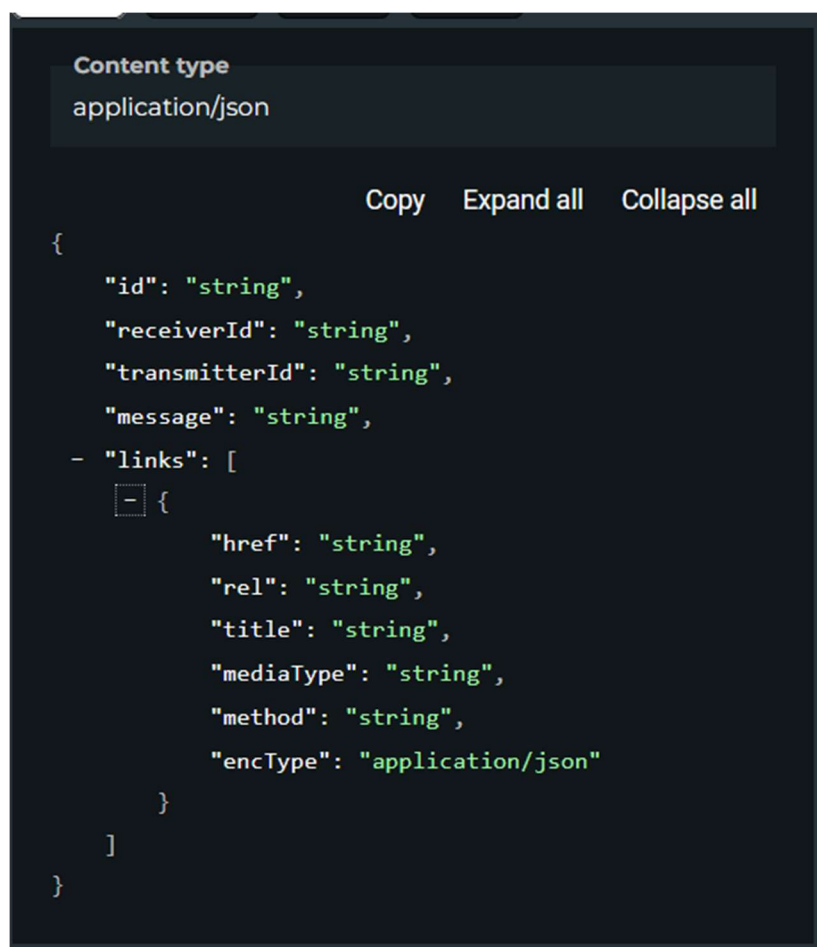 Content type
application/json
Copy Expand all Collapse all
{
"id": "string",
"receiverId": "string",
"transmitterId": "string",
"message": "string",
- "links": [
- {
"href": "string",
"rel": "string",
"title": "string",
"mediaType": "string",
"method": "string",
"encType": "application/json"
}
]
}